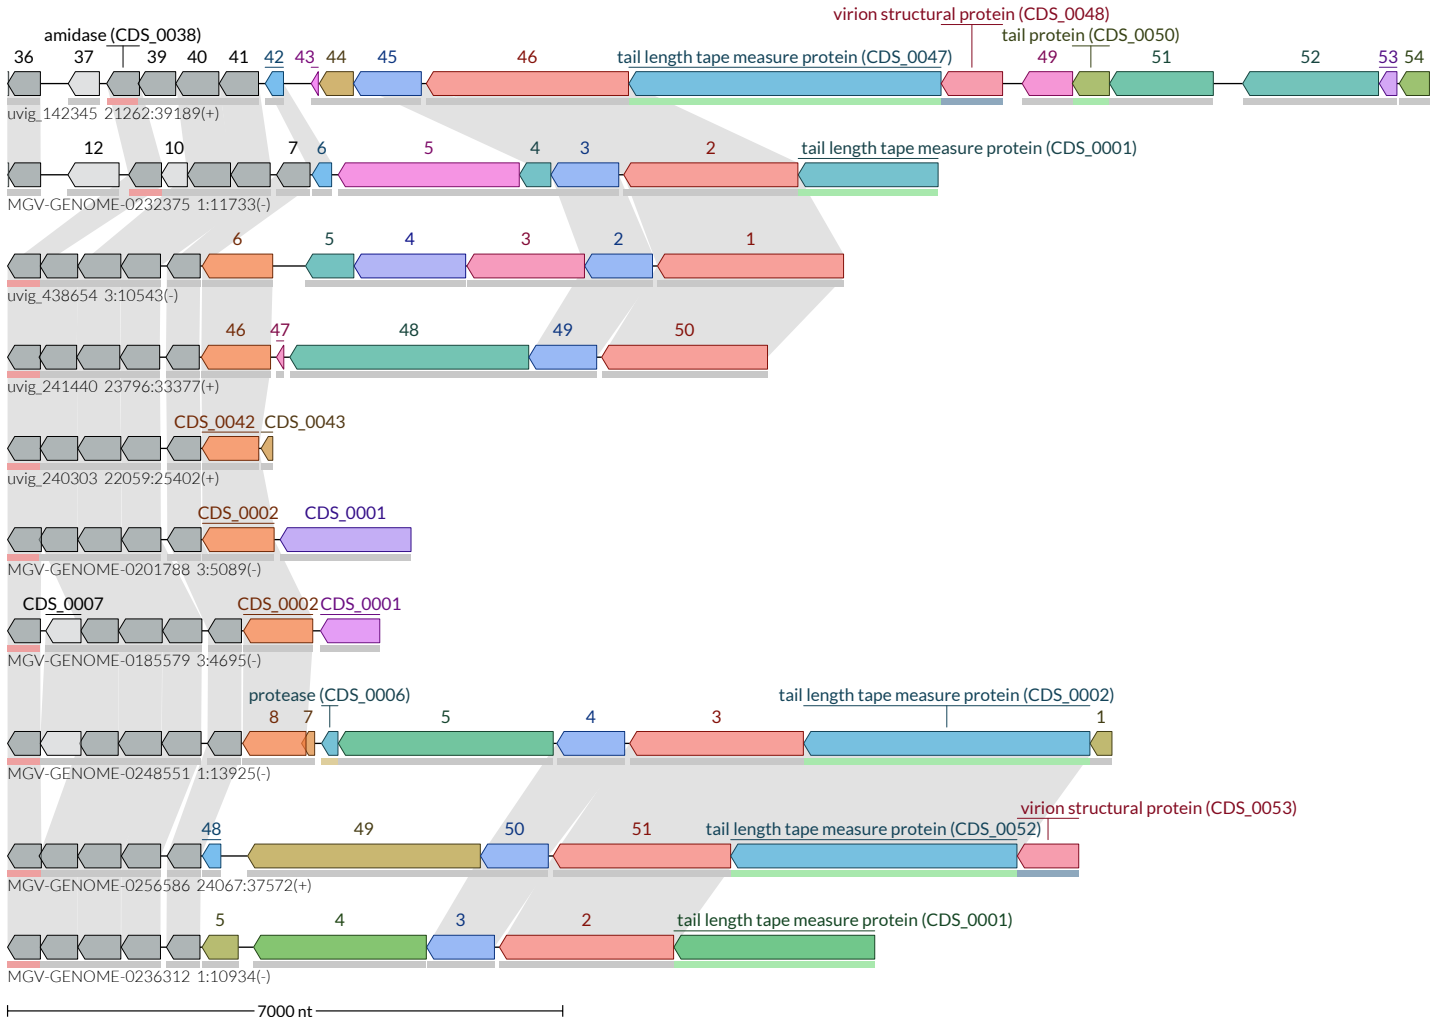 virion structural protein (CDS_0048)
amidase (CDS_0038) tail protein (CDS_0050)
36 37 39 40 41 42 43 44 45 46 tail length tape measure protein (CDS_0047) 49 51 52 53 54
uvig_142345 21262:39189(+)
12 10 7 6 5 4 3 2 tail length tape measure protein (CDS_0001)
MGV-GENOME-0232375 1:11733(-)
6 5 4 3 2 1
uvig_438654 3:10543(-)
46 47 48 49 50
uvig_241440 23796:33377(+)
CDS_0042 CDS_0043
uvig_240303 22059:25402(+)
CDS_0002 CDS_0001
MGV-GENOME-0201788 3:5089(-)
CDS_0007 CDS_0002 CDS_0001
MGV-GENOME-0185579 3:4695(-)
protease (CDS_0006) tail length tape measure protein (CDS_0002)
8 7 5 4 3 1
MGV-GENOME-0248551 1:13925(-)
virion structural protein (CDS_0053)
48 49 50 51 tail length tape measure protein (CDS_0052)
MGV-GENOME-0256586 24067:37572(+)
5 4 3 2 tail length tape measure protein (CDS_0001)
MGV-GENOME-0236312 1:10934(-)
7000 nt